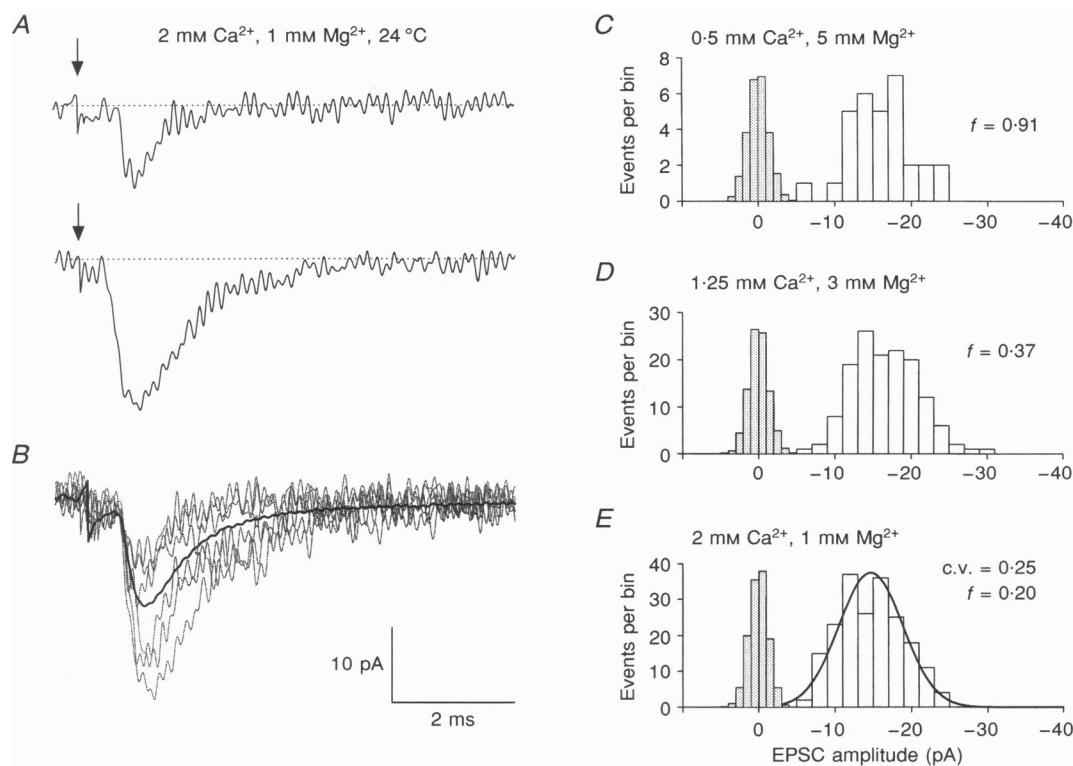 A
2 mM Ca2+, 1 mM Mg2+, 24 °C
B
10 pA
2 ms
C
0·5 mM Ca2+, 5 mM Mg2+
Events per bin
8
6
4
2
0
f = 0·91
0 −10 −20 −30 −40
D
1·25 mM Ca2+, 3 mM Mg2+
Events per bin
30
20
10
0
f = 0·37
0 −10 −20 −30 −40
E
2 mM Ca2+, 1 mM Mg2+
Events per bin
40
30
20
10
0
c.v. = 0·25
f = 0·20
0 −10 −20 −30 −40
EPSC amplitude (pA)